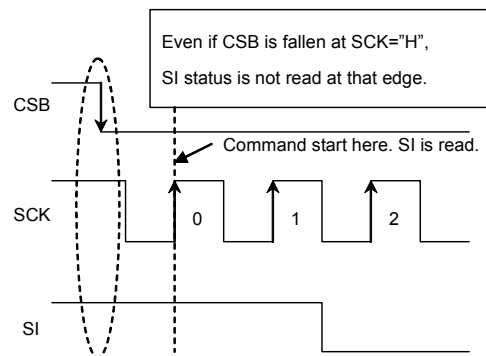 Even if CSB is fallen at SCK=”H”,
SI status is not read at that edge.
CSB
Command start here. SI is read.
SCK
0
1
2
SI